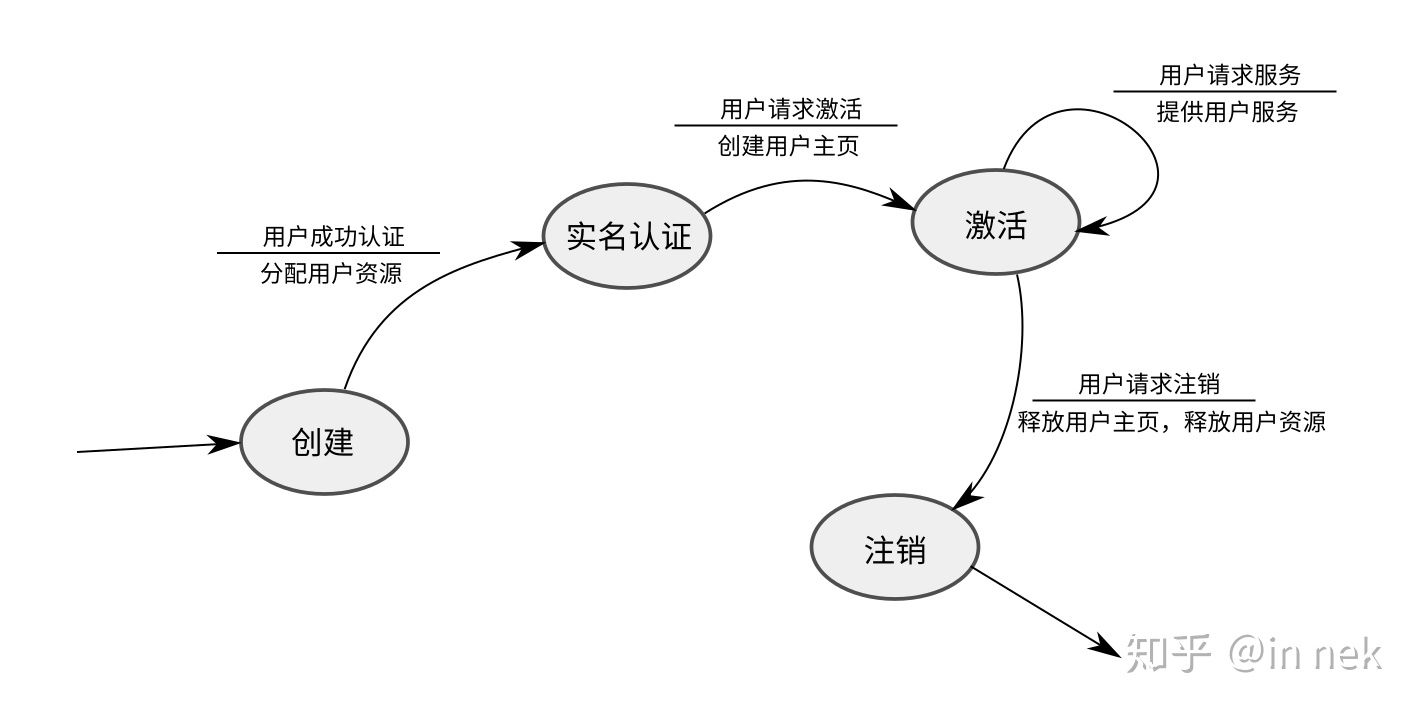 用户请求服务
提供用户服务
用户请求激活
创建用户主页
激活
实名认证
用户成功认证
分配用户资源
用户请求注销
释放用户主页，释放用户资源
创建
注销
知乎 @in nek